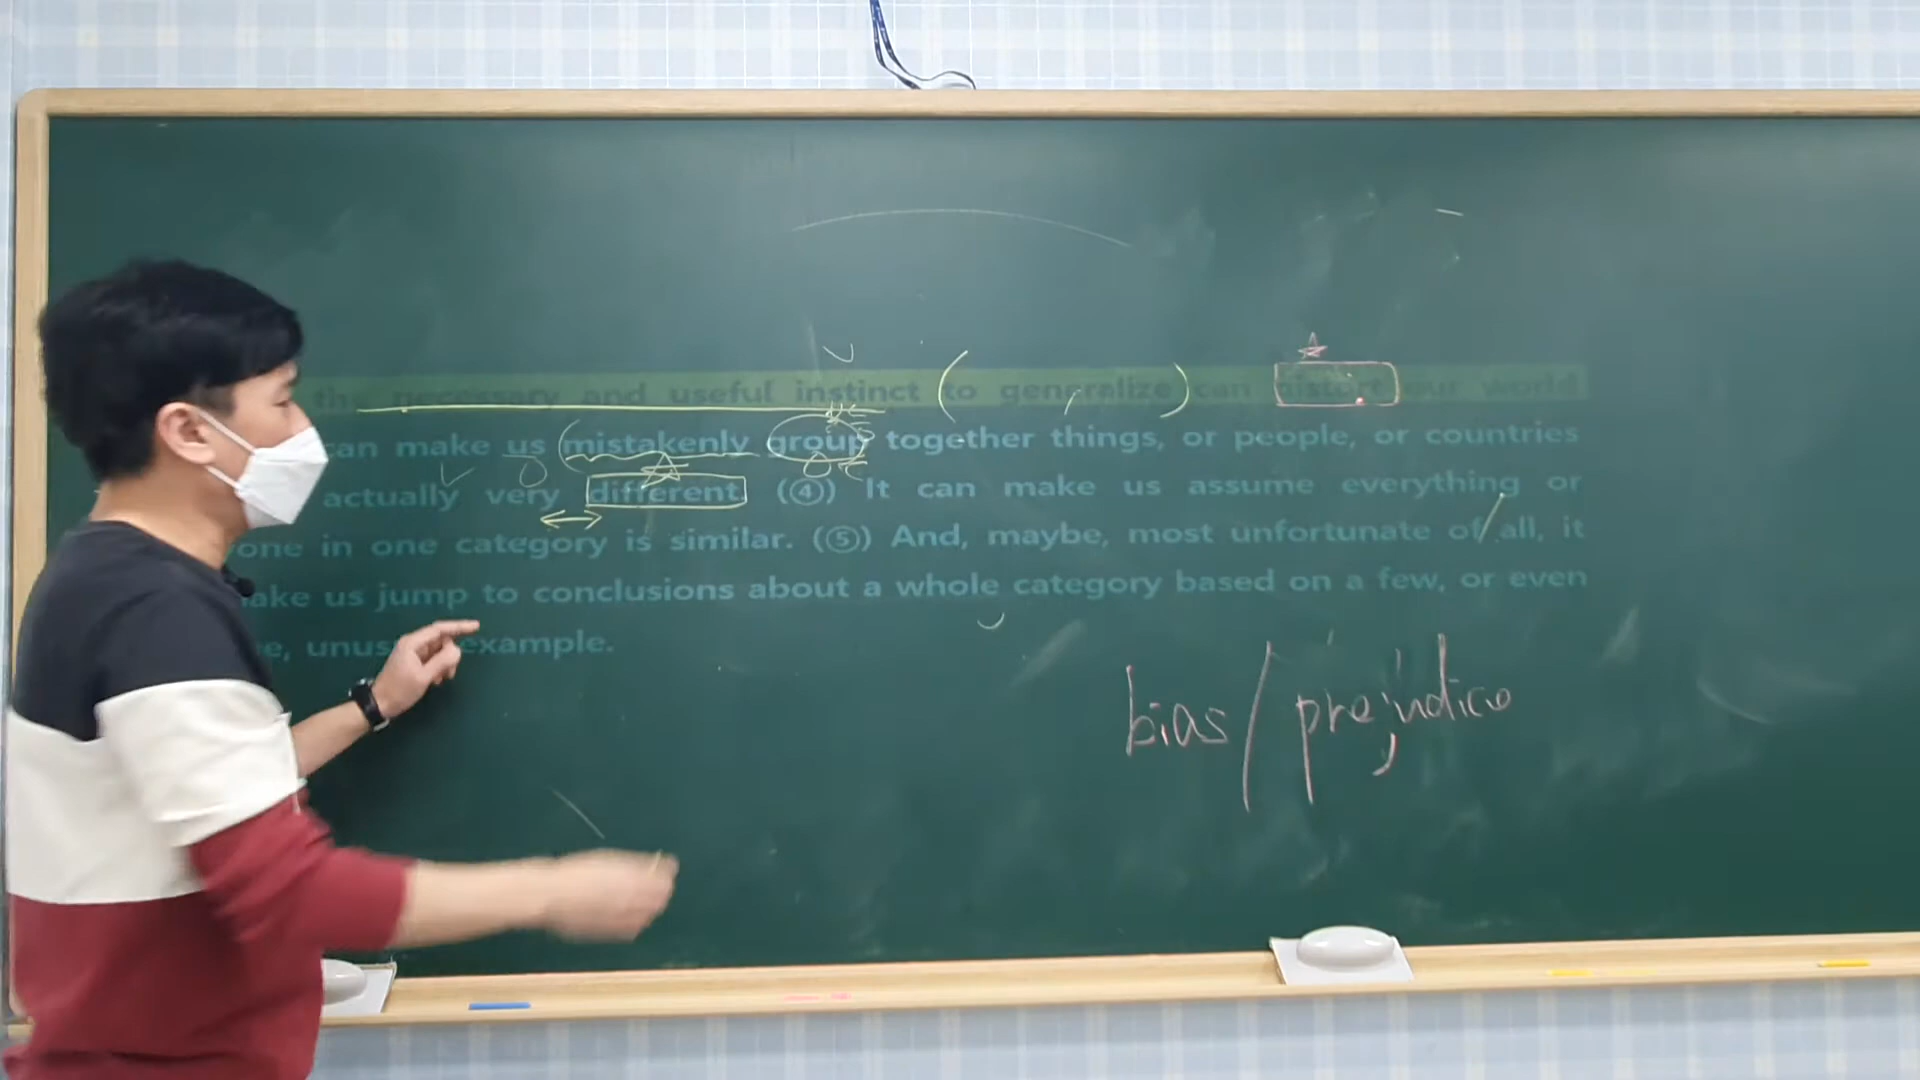 the necessary and useful instinct to generalize can distort our world
can make us mistakenly group together things, or people, or countries
actually very different. (④) It can make us assume everything or
yone in one category is similar. (⑤) And, maybe, most unfortunate of all, it
ake us jump to conclusions about a whole category based on a few, or even
e, unus example.
bias / prejudice